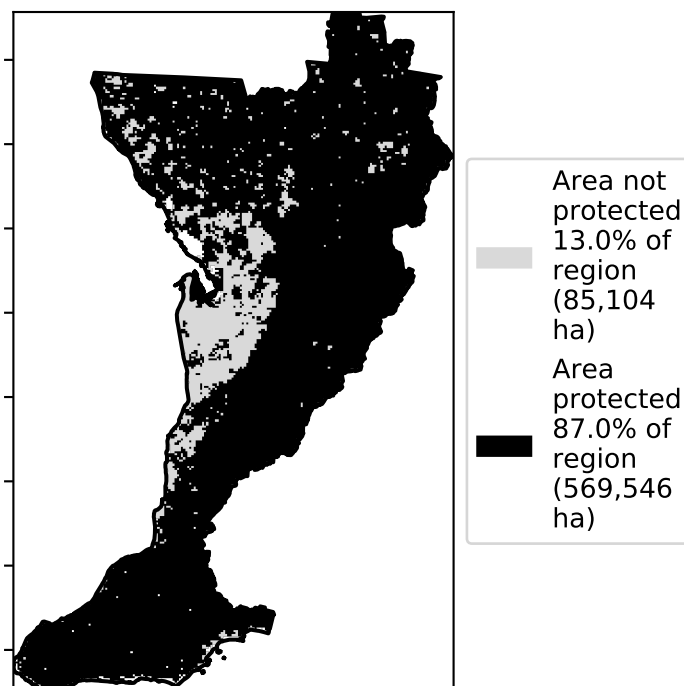 Area not
protected
13.0% of
region
(85,104
ha)
Area
protected
87.0% of
region
(569,546
ha)